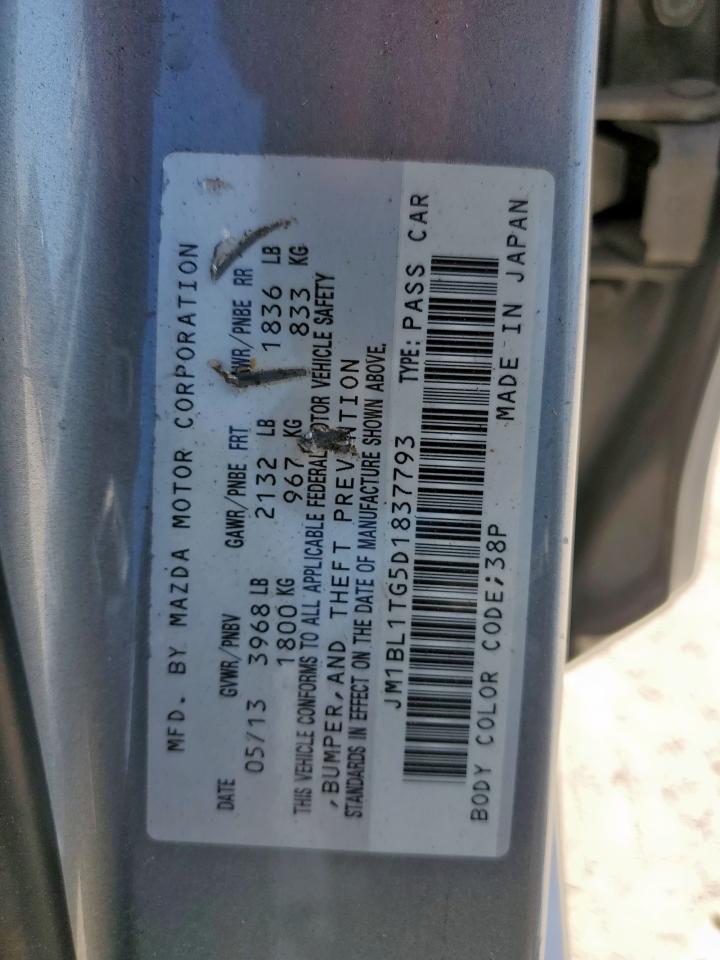 MFD. BY MAZDA MOTOR CORPORATION
DATE GVWR/PNBV GAWR/PNBE FRT WR/PNBE RR
05/13 3968 LB 2132 LB 1836 LB
1800 KG 967 KG 833 KG
THIS VEHICLE CONFORMS TO ALL APPLICABLE FEDERAL MOTOR VEHICLE SAFETY
,BUMPER,AND THEFT PREVENTION
STANDARDS IN EFFECT ON THE DATE OF MANUFACTURE SHOWN ABOVE.
JM1BL1TG5D1837793 TYPE: PASS CAR
BODY COLOR CODE;38P MADE IN JAPAN